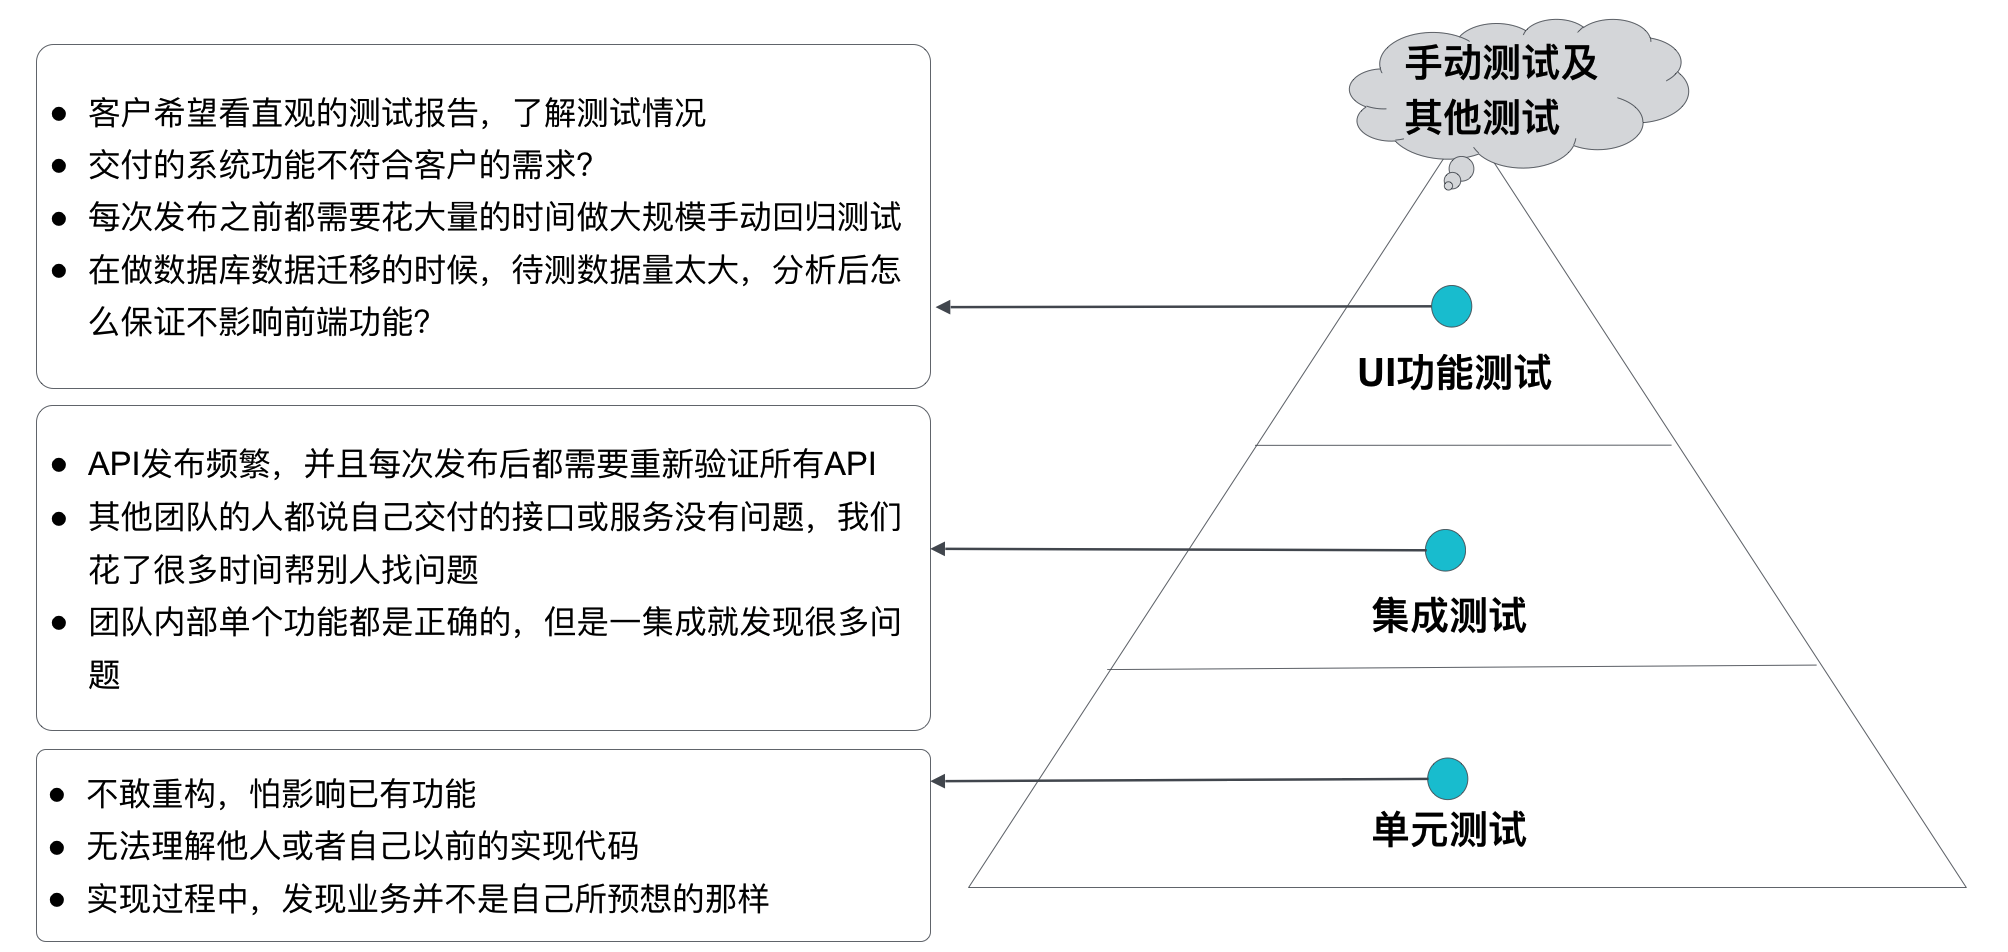 ● 客户希望看直观的测试报告，了解测试情况
● 交付的系统功能不符合客户的需求?
● 每次发布之前都需要花大量的时间做大规模手动回归测试
● 在做数据库数据迁移的时候，待测数据量太大，分析后怎
么保证不影响前端功能?
● API发布频繁，并且每次发布后都需要重新验证所有API
● 其他团队的人都说自己交付的接口或服务没有问题，我们
花了很多时间帮别人找问题
● 团队内部单个功能都是正确的，但是一集成就发现很多问
题
● 不敢重构，怕影响已有功能
● 无法理解他人或者自己以前的实现代码
● 实现过程中，发现业务并不是自己所预想的那样
手动测试及
其他测试
UI功能测试
集成测试
单元测试